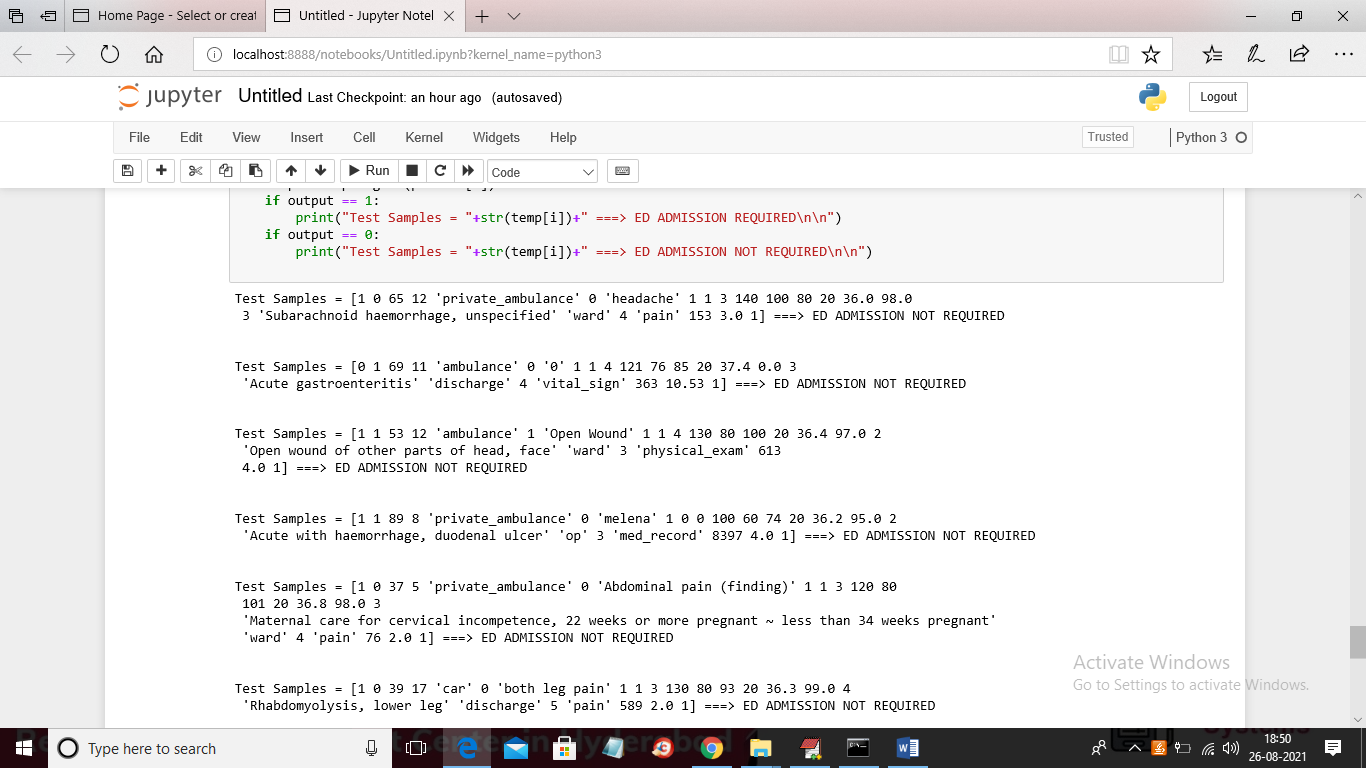 Home Page - Select or creat
Untitled - Jupyter Notel
localhost:8888/notebooks/Untitled.ipynb?kernel_name=python3
jupyter Untitled Last Checkpoint: an hour ago (autosaved)
Logout
File Edit View Insert Cell Kernel Widgets Help
Trusted
Python 3
Run
Code
if output == 1:
print("Test Samples = "+str(temp[i])+" ===> ED ADMISSION REQUIRED\n\n")
if output == 0:
print("Test Samples = "+str(temp[i])+" ===> ED ADMISSION NOT REQUIRED\n\n")
Test Samples = [1 0 65 12 'private_ambulance' 0 'headache' 1 1 3 140 100 80 20 36.0 98.0
3 'Subarachnoid haemorrhage, unspecified' 'ward' 4 'pain' 153 3.0 1] ===> ED ADMISSION NOT REQUIRED
Test Samples = [0 1 69 11 'ambulance' 0 '0' 1 1 4 121 76 85 20 37.4 0.0 3
'Acute gastroenteritis' 'discharge' 4 'vital_sign' 363 10.53 1] ===> ED ADMISSION NOT REQUIRED
Test Samples = [1 1 53 12 'ambulance' 1 'Open Wound' 1 1 4 130 80 100 20 36.4 97.0 2
'Open wound of other parts of head, face' 'ward' 3 'physical_exam' 613
4.0 1] ===> ED ADMISSION NOT REQUIRED
Test Samples = [1 1 89 8 'private_ambulance' 0 'melena' 1 0 0 100 60 74 20 36.2 95.0 2
'Acute with haemorrhage, duodenal ulcer' 'op' 3 'med_record' 8397 4.0 1] ===> ED ADMISSION NOT REQUIRED
Test Samples = [1 0 37 5 'private_ambulance' 0 'Abdominal pain (finding)' 1 1 3 120 80
101 20 36.8 98.0 3
'Maternal care for cervical incompetence, 22 weeks or more pregnant ~ less than 34 weeks pregnant'
'ward' 4 'pain' 76 2.0 1] ===> ED ADMISSION NOT REQUIRED
Test Samples = [1 0 39 17 'car' 0 'both leg pain' 1 1 3 130 80 93 20 36.3 99.0 4
'Rhabdomyolysis, lower leg' 'discharge' 5 'pain' 589 2.0 1] ===> ED ADMISSION NOT REQUIRED
Activate Windows
Go to Settings to activate Windows.
Type here to search
18:50
26-08-2021